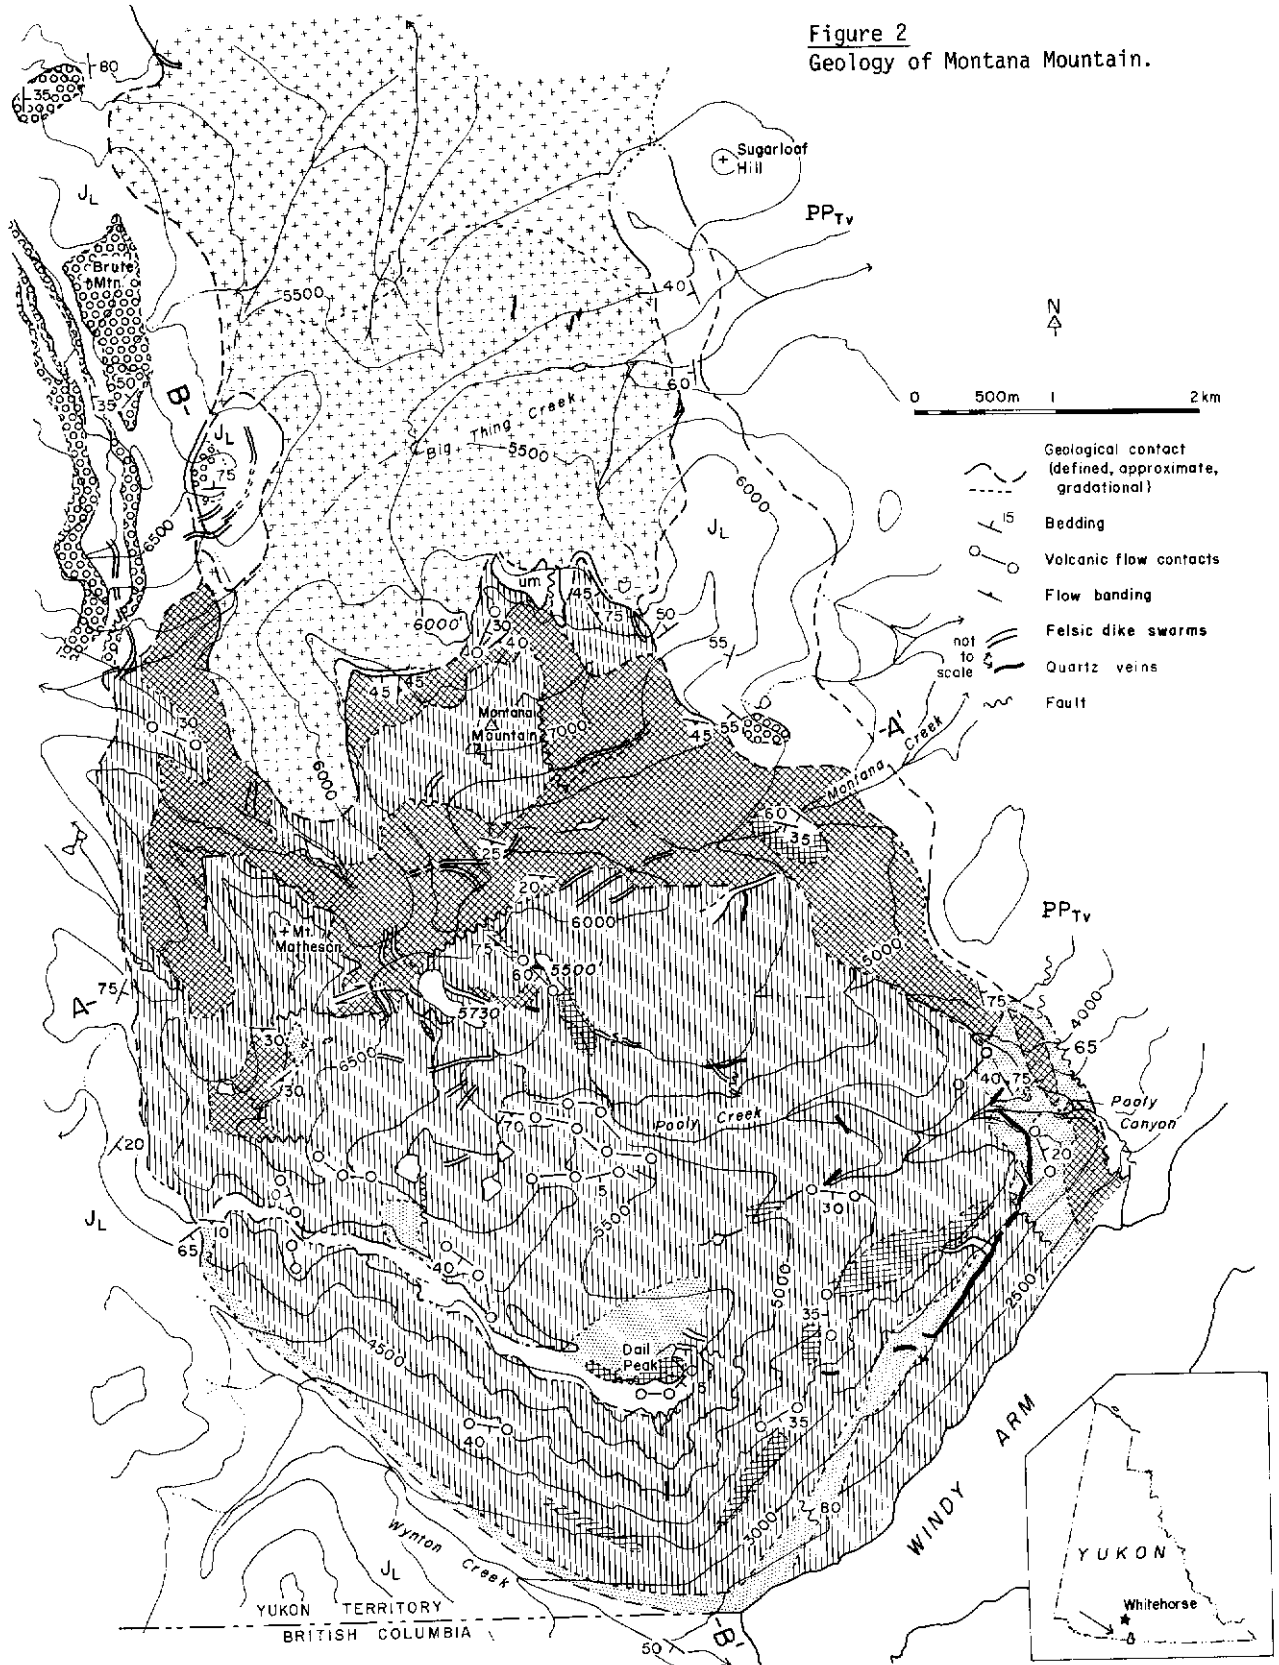 Figure 2
Geology of Montana Mountain.
80
35
Sugarloaf
Hill
JL
PPTv
Brute
Mtn.
5500
40
N
50
35
B-
60
0 500m 1 2km
JL
75
Big Thing Creek
5500
6000
JL
Geological contact
(defined, approximate,
gradational)
15
Bedding
Volcanic flow contacts
Flow banding
not
to
scale
Felsic dike swarms
Quartz veins
Fault
6500
um
45
75
50
6000'
30
40
55
45
45
Montana
Mountain
7000
30
45
55
-A'
Montana Creek
6000
60
35
25
20
6000
PPTv
Mt.
Matheson
75
60
5500'
5000
A-
75
5730
75
4000
65
30
6500
30
40
75
Pooly
Canyon
70
Pooly Creek
20
20
JL
5
30
5500
10
65
40
5000
35
2500
Dail
Peak
4500
40
35
3000
80
WINDY ARM
Wynton Creek
JL
YUKON TERRITORY
BRITISH COLUMBIA
50
-B'
YUKON
Whitehorse